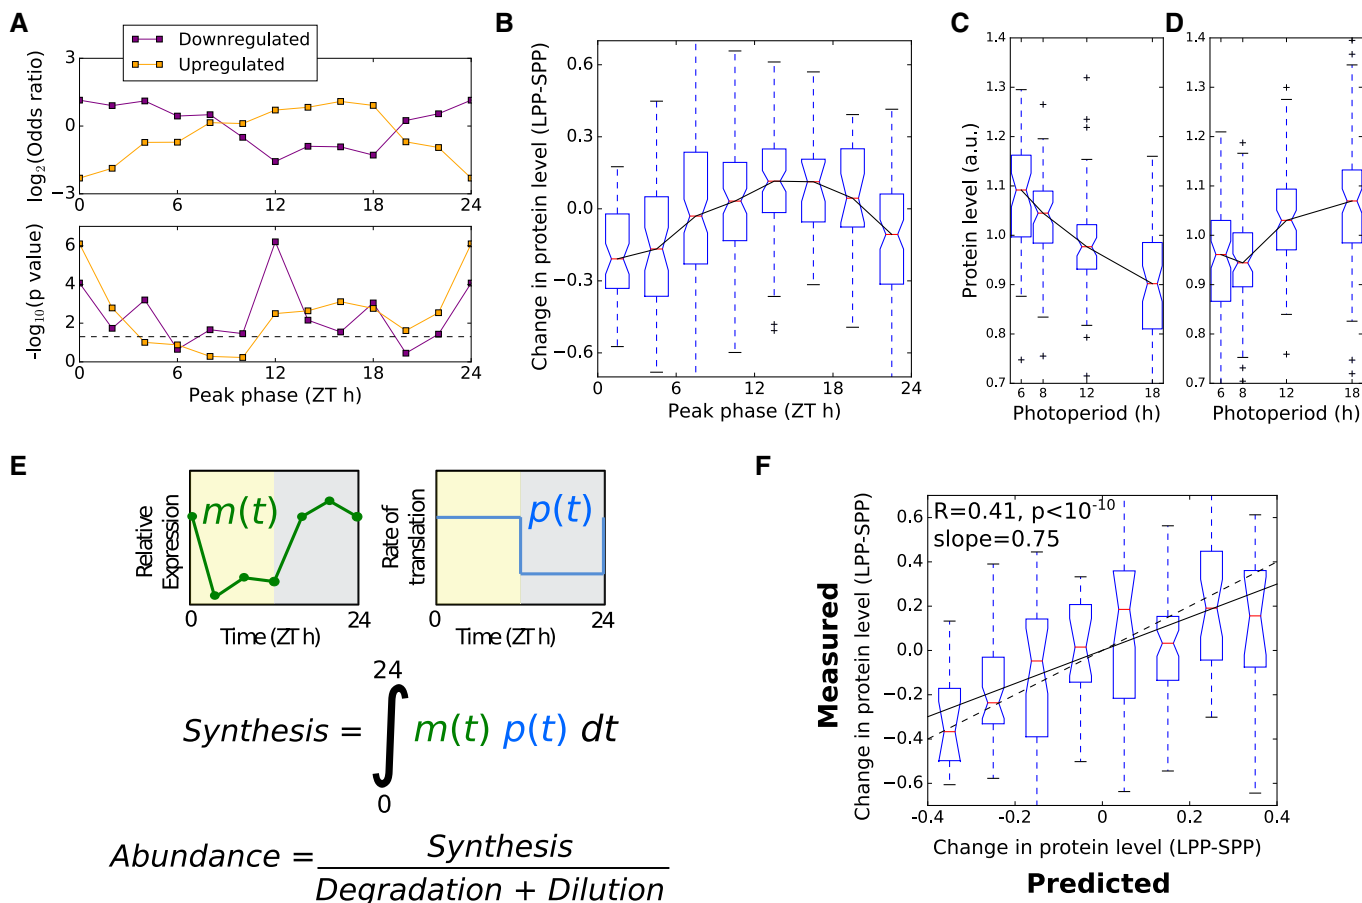 A
Downregulated
Upregulated
log2(Odds ratio)
3
0
−3
0 6 12 18 24
-log10(p value)
6
4
2
0
0 6 12 18 24
Peak phase (ZT h)
B
Change in protein level (LPP-SPP)
0.6
0.3
0.0
−0.3
−0.6
0 6 12 18 24
Peak phase (ZT h)
C
Protein level (a.u.)
1.4
1.3
1.2
1.1
1.0
0.9
0.8
0.7
6 8 12 18
Photoperiod (h)
D
1.4
1.3
1.2
1.1
1.0
0.9
0.8
0.7
6 8 12 18
Photoperiod (h)
E
Relative
Expression
m(t)
0 24
Time (ZT h)
Rate of
translation
p(t)
0 24
Time (ZT h)
24
Synthesis = ∫ m(t) p(t) dt
0
Abundance = Synthesis
Degradation + Dilution
F
Measured
Change in protein level (LPP-SPP)
R=0.41, p<10^-10
slope=0.75
0.6
0.4
0.2
0.0
−0.2
−0.4
−0.6
-0.4 -0.2 0 0.2 0.4
Change in protein level (LPP-SPP)
Predicted